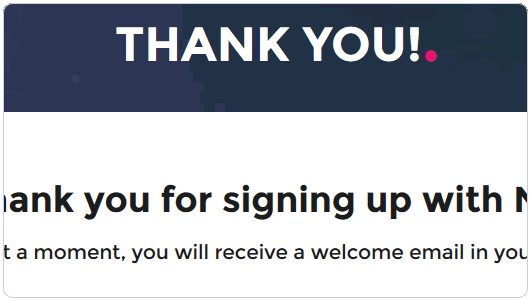 THANK YOU!.
hank you for signing up with
t a moment, you will receive a welcome email in you